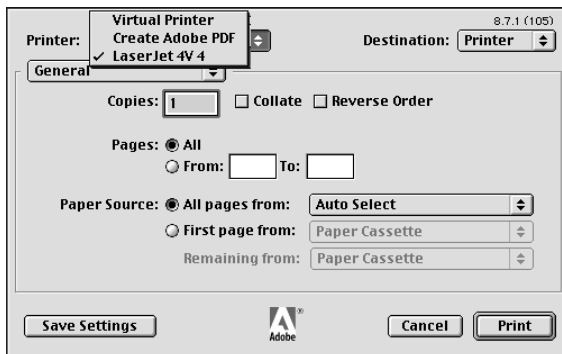 Virtual Printer
Create Adobe PDF
✓ LaserJet 4V 4
8.7.1 (105)
Printer:
Destination: Printer
General
Copies: 1 Collate Reverse Order
Pages: All
From: To:
Paper Source: All pages from: Auto Select
First page from: Paper Cassette
Remaining from: Paper Cassette
Save Settings
Adobe ®
Cancel Print